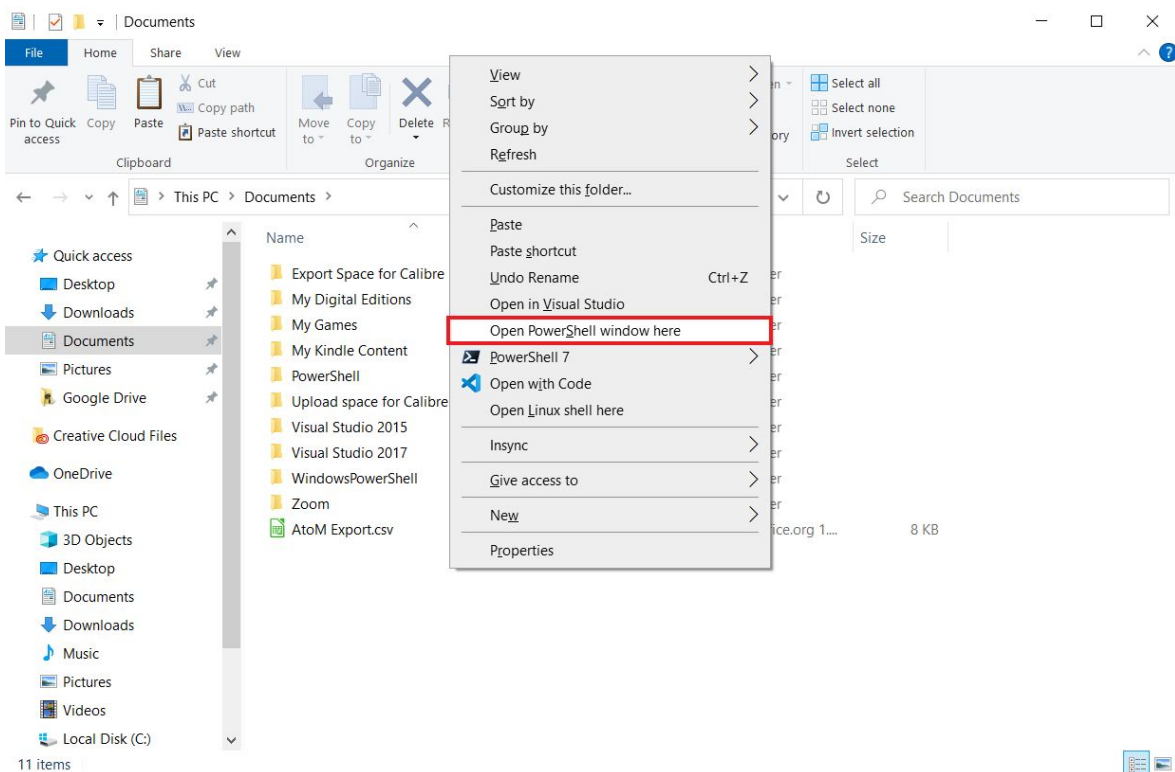 Documents
File Home Share View
Pin to Quick access
Copy
Paste
Cut
Copy path
Paste shortcut
Clipboard
Move to
Copy to
Delete
Organize
Select all
Select none
Invert selection
Select
This PC > Documents >
Search Documents
Quick access
Desktop
Downloads
Documents
Pictures
Google Drive
Creative Cloud Files
OneDrive
This PC
3D Objects
Desktop
Documents
Downloads
Music
Pictures
Videos
Local Disk (C:)
Name
Size
Export Space for Calibre
My Digital Editions
My Games
My Kindle Content
PowerShell
Upload space for Calibre
Visual Studio 2015
Visual Studio 2017
WindowsPowerShell
Zoom
AtoM Export.csv
8 KB
View
Sort by
Group by
Refresh
Customize this folder...
Paste
Paste shortcut
Undo Rename Ctrl+Z
Open in Visual Studio
Open PowerShell window here
PowerShell 7
Open with Code
Open Linux shell here
Insync
Give access to
New
Properties
11 items